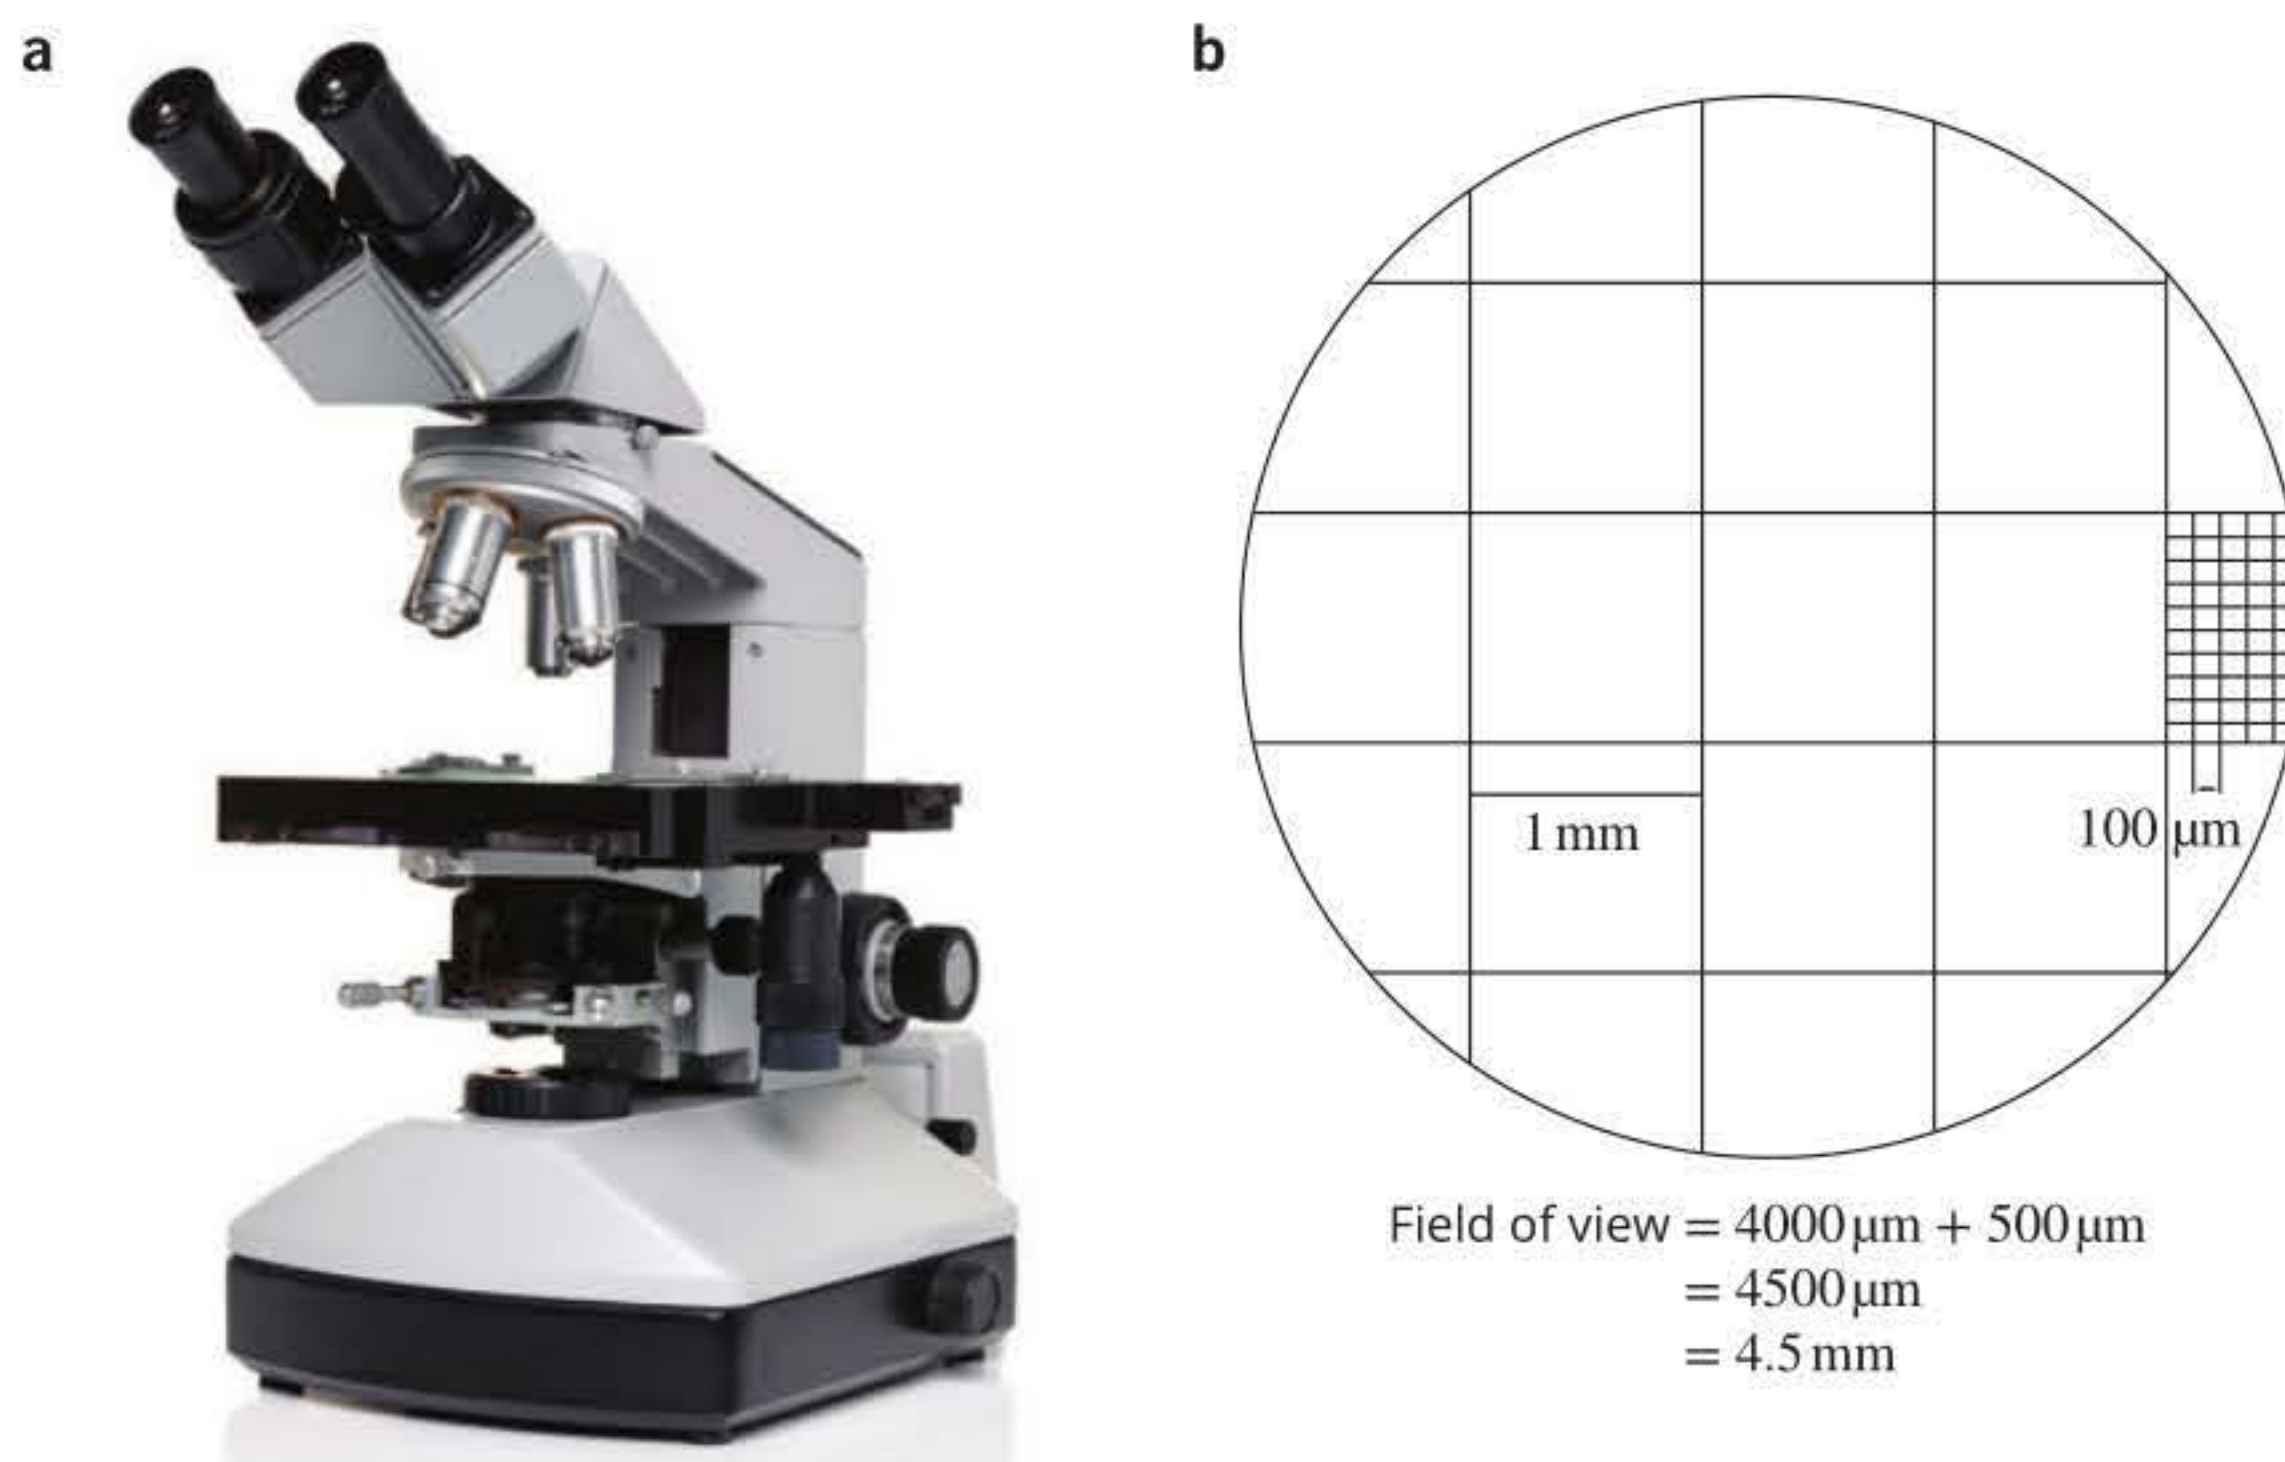 a
b
1 mm
100 μm
Field of view = 4000 μm + 500 μm
= 4500 μm
= 4.5 mm